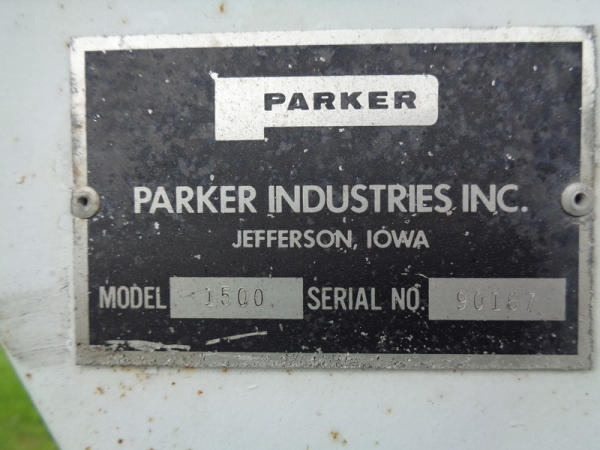 PARKER
PARKER INDUSTRIES INC.
JEFFERSON, IOWA
MODEL 1500 SERIAL NO. 90167